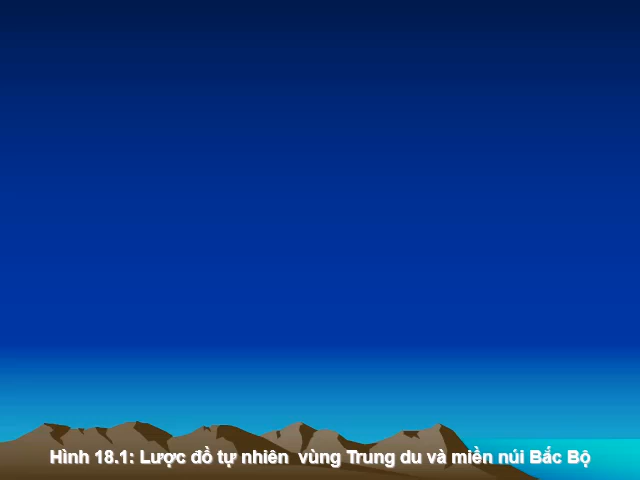 Hình 18.1: Lược đồ tự nhiên  vùng Trung du và miền núi Bắc Bộ